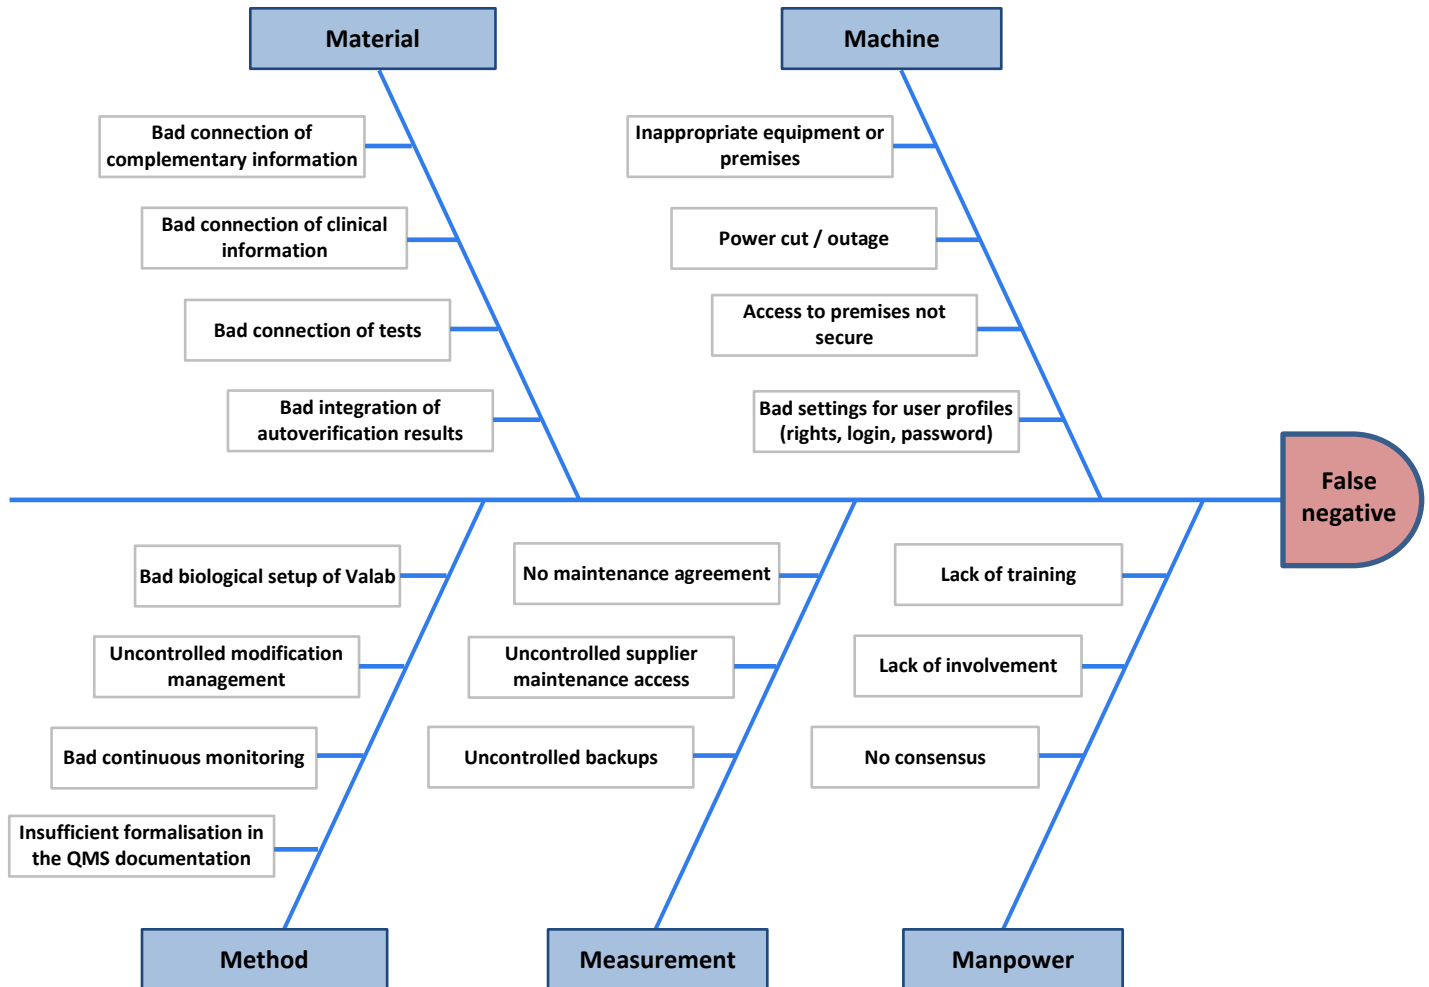 Material
Machine
Bad connection of
complementary information
Bad connection of clinical
information
Bad connection of tests
Bad integration of
autoverification results
Inappropriate equipment or
premises
Power cut / outage
Access to premises not
secure
Bad settings for user profiles
(rights, login, password)
False
negative
Bad biological setup of Valab
Uncontrolled modification
management
Bad continuous monitoring
Insufficient formalisation in
the QMS documentation
No maintenance agreement
Uncontrolled supplier
maintenance access
Uncontrolled backups
Lack of training
Lack of involvement
No consensus
Method
Measurement
Manpower